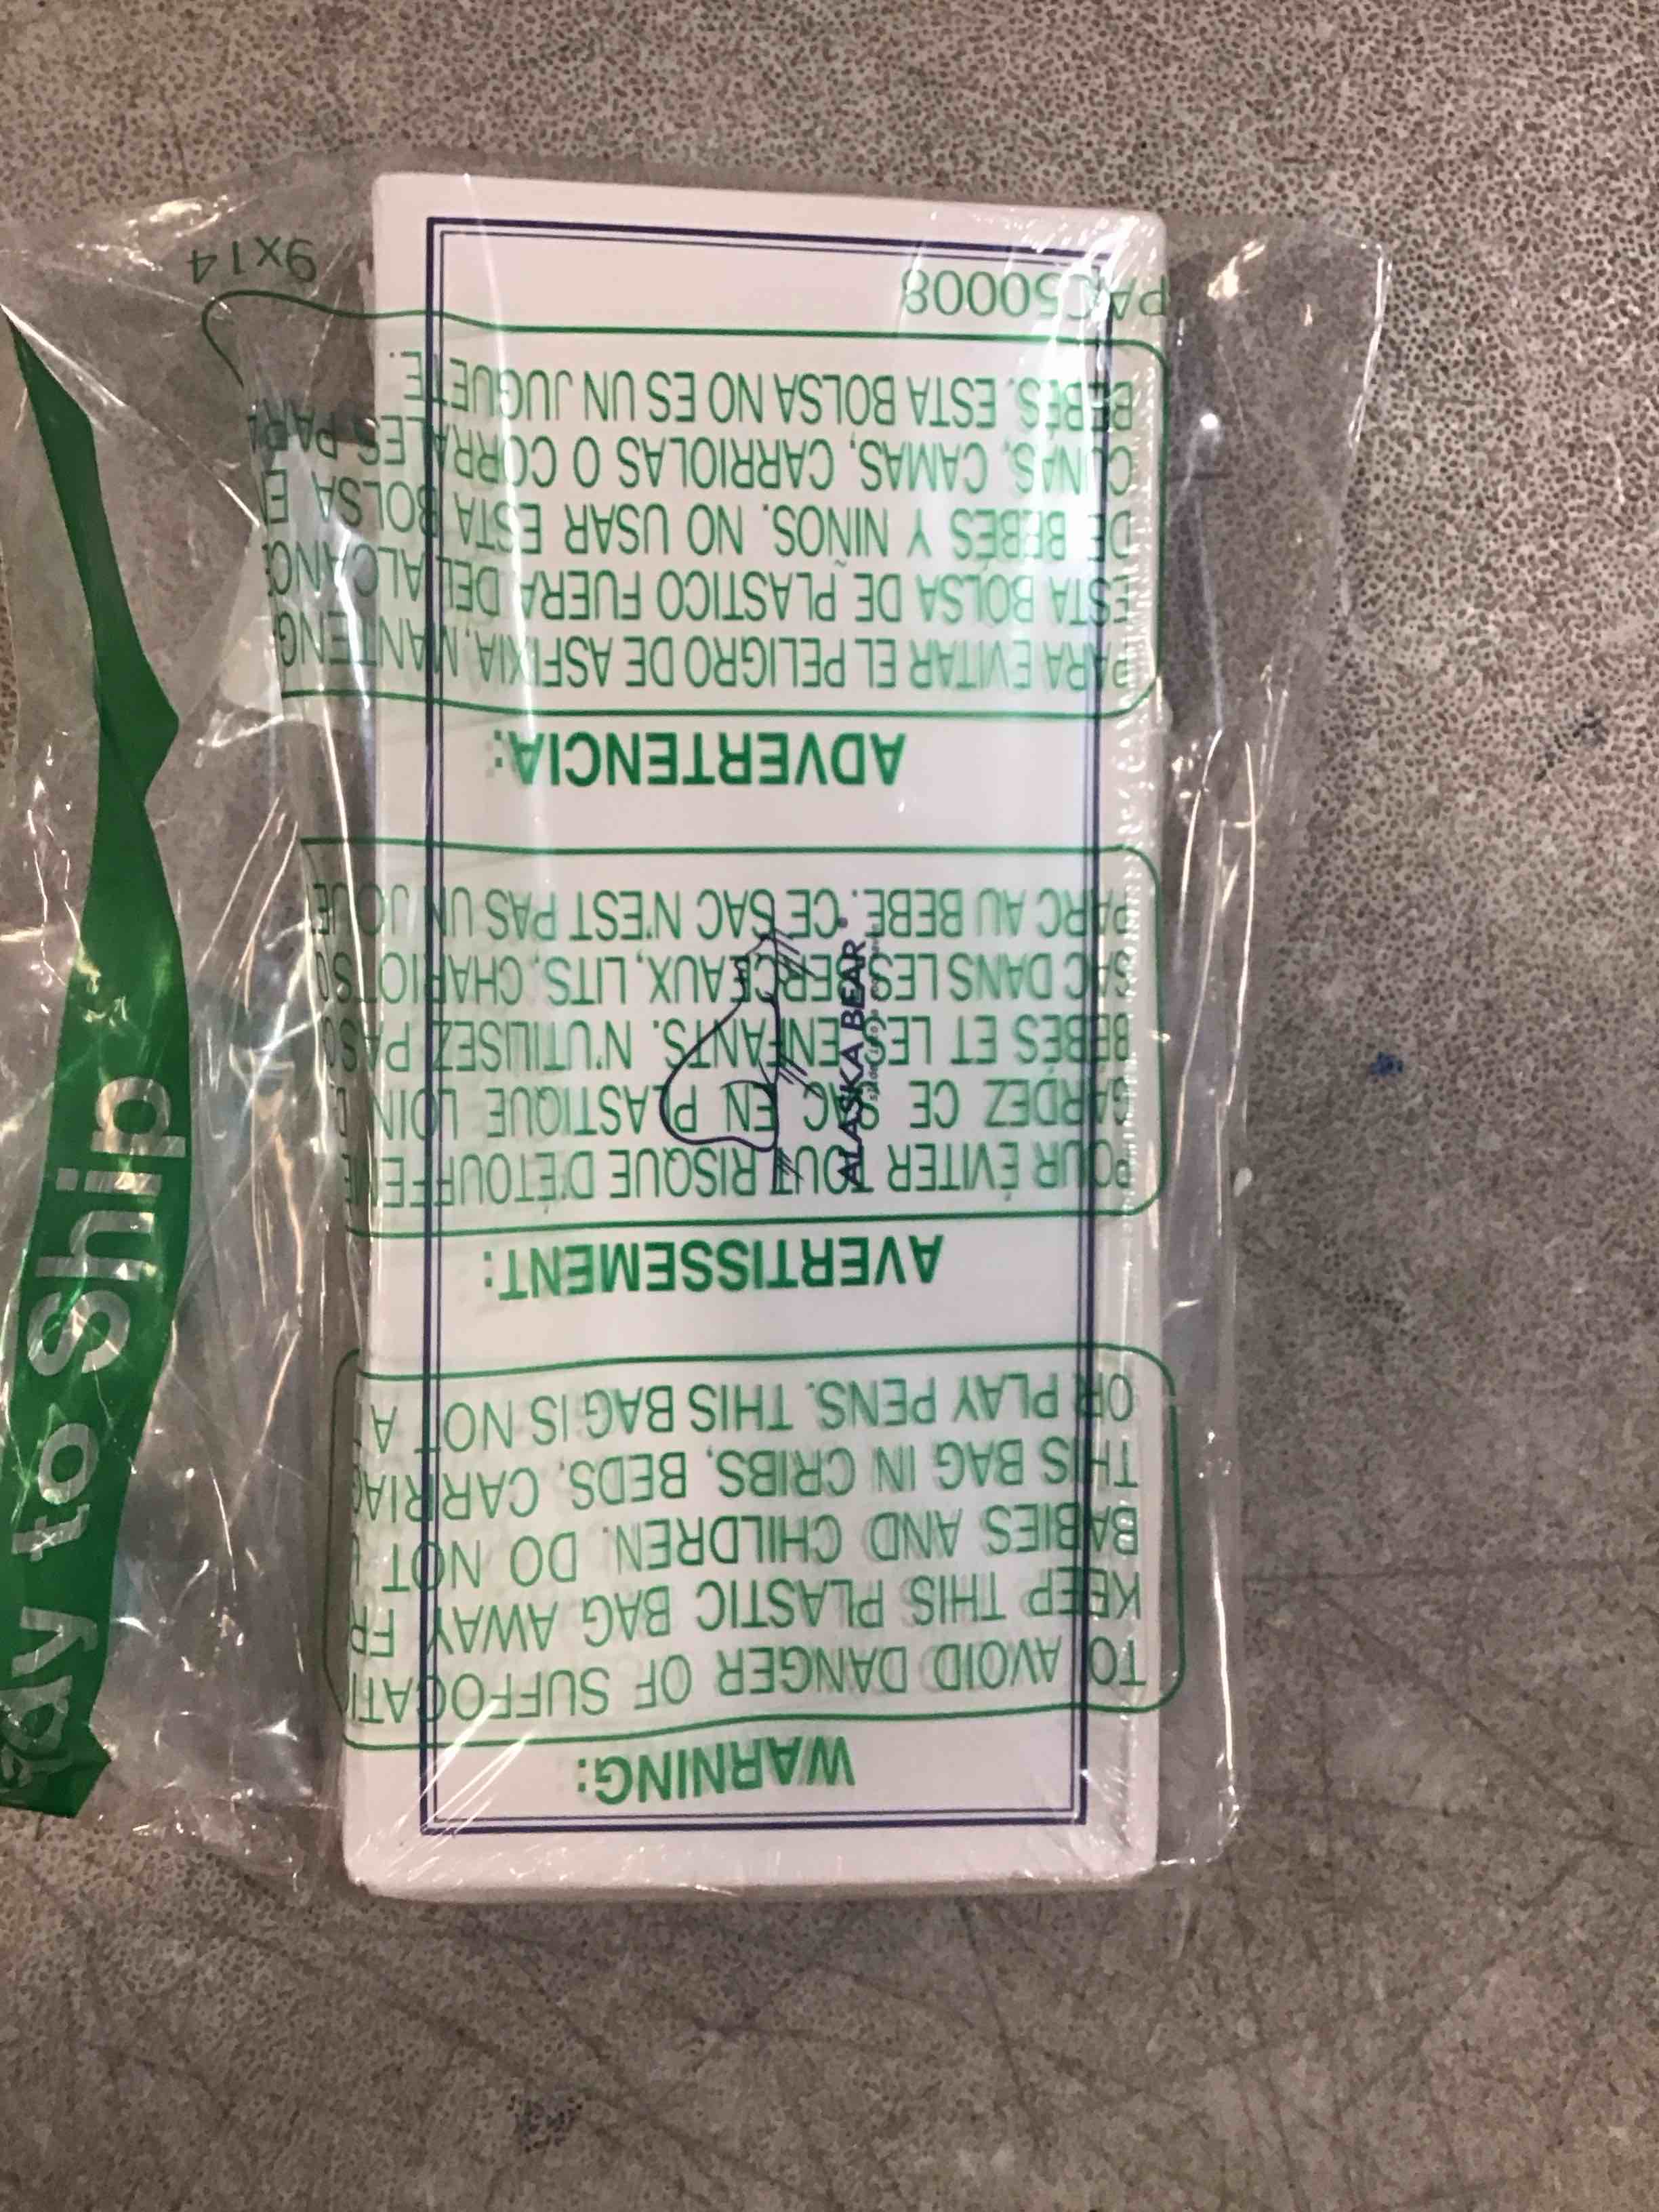 WARNING:
TO AVOID DANGER OF SUFFOCATI
KEEP THIS PLASTIC BAG AWAY FR
BABIES AND CHILDREN. DO NOT U
THIS BAG IN CRIBS, BEDS, CARRIAG
OR PLAY PENS. THIS BAG IS NOT A
AVERTISSEMENT:
POUR ÉVITER TOUT RISQUE D'ÉTOUFFEME
GARDEZ CE SAC EN PLASTIQUE LOIN D
BEBÉS ET LES ENFANTS. N'UTILISEZ PAS
SAC DANS LES BERCEAUX, LITS, CHARIOTS
PARC AU BEBE. CE SAC N'EST PAS UN JOUE
ADVERTENCIA:
PARA EVITAR EL PELIGRO DE ASFIXIA, MANTENG
ESTA BOLSA DE PLASTICO FUERA DEL ALCANC
DE BEBÉS Y NIÑOS. NO USAR ESTA BOLSA E
CUNAS, CAMAS, CARRIOLAS O CORRALES PARA
BEBÉS. ESTA BOLSA NO ES UN JUGUETE.
PAC50008
9x14
ALASKA BEAR®
ady to Ship